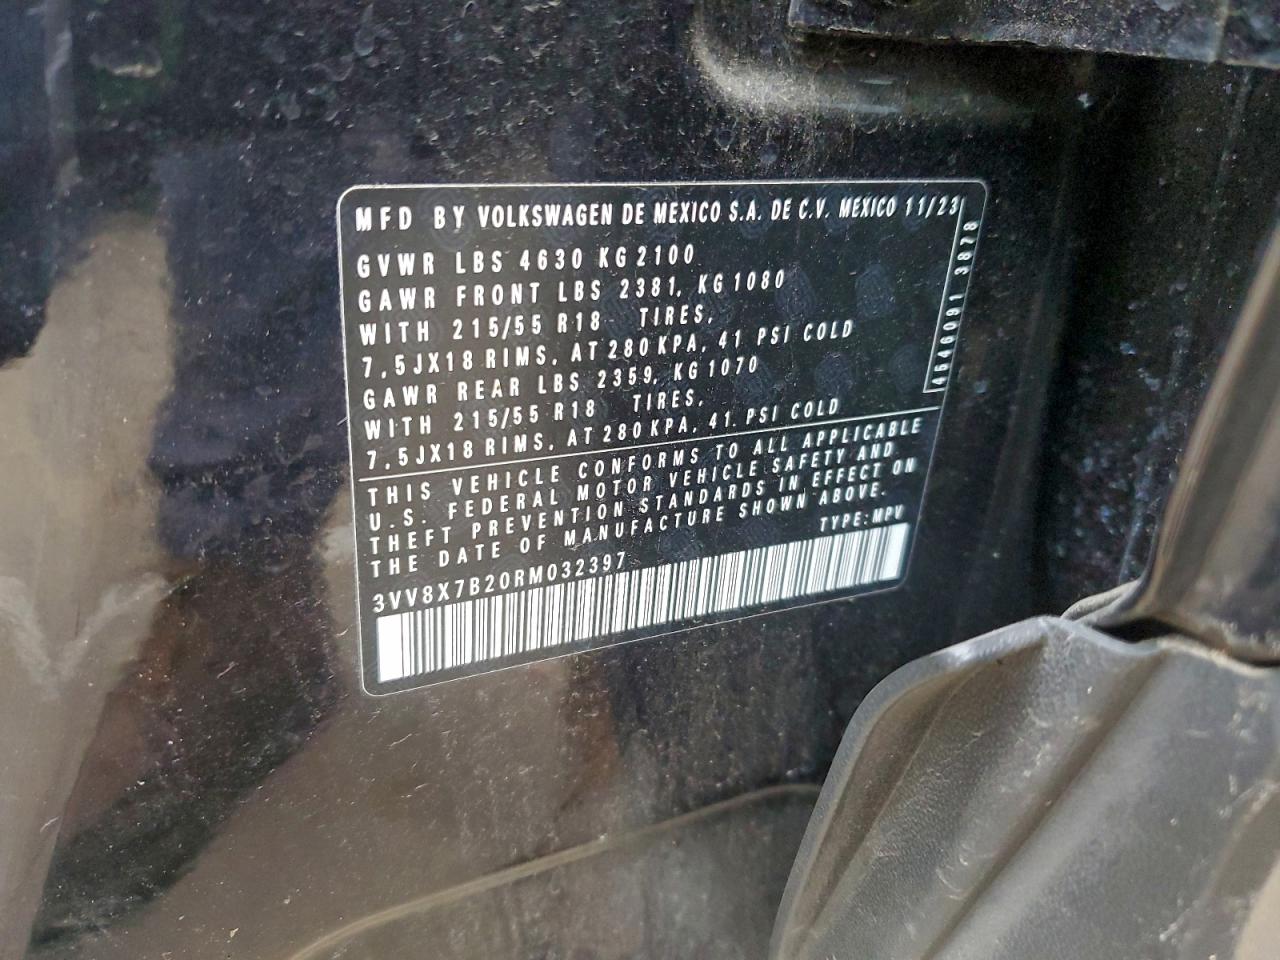 MFD BY VOLKSWAGEN DE MEXICO S.A. DE C.V. MEXICO 11/23
GVWR LBS 4630 KG 2100
GAWR FRONT LBS 2381, KG 1080
WITH 215/55 R18 TIRES,
7,5JX18 RIMS, AT 280 KPA, 41 PSI COLD
GAWR REAR LBS 2359, KG 1070
WITH 215/55 R18 TIRES,
7,5JX18 RIMS, AT 280 KPA, 41 PSI COLD
4546091 3878
THIS VEHICLE CONFORMS TO ALL APPLICABLE
U.S. FEDERAL MOTOR VEHICLE SAFETY AND
THEFT PREVENTION STANDARDS IN EFFECT ON
THE DATE OF MANUFACTURE SHOWN ABOVE.
TYPE: MPV
3VV8X7B20RM032397